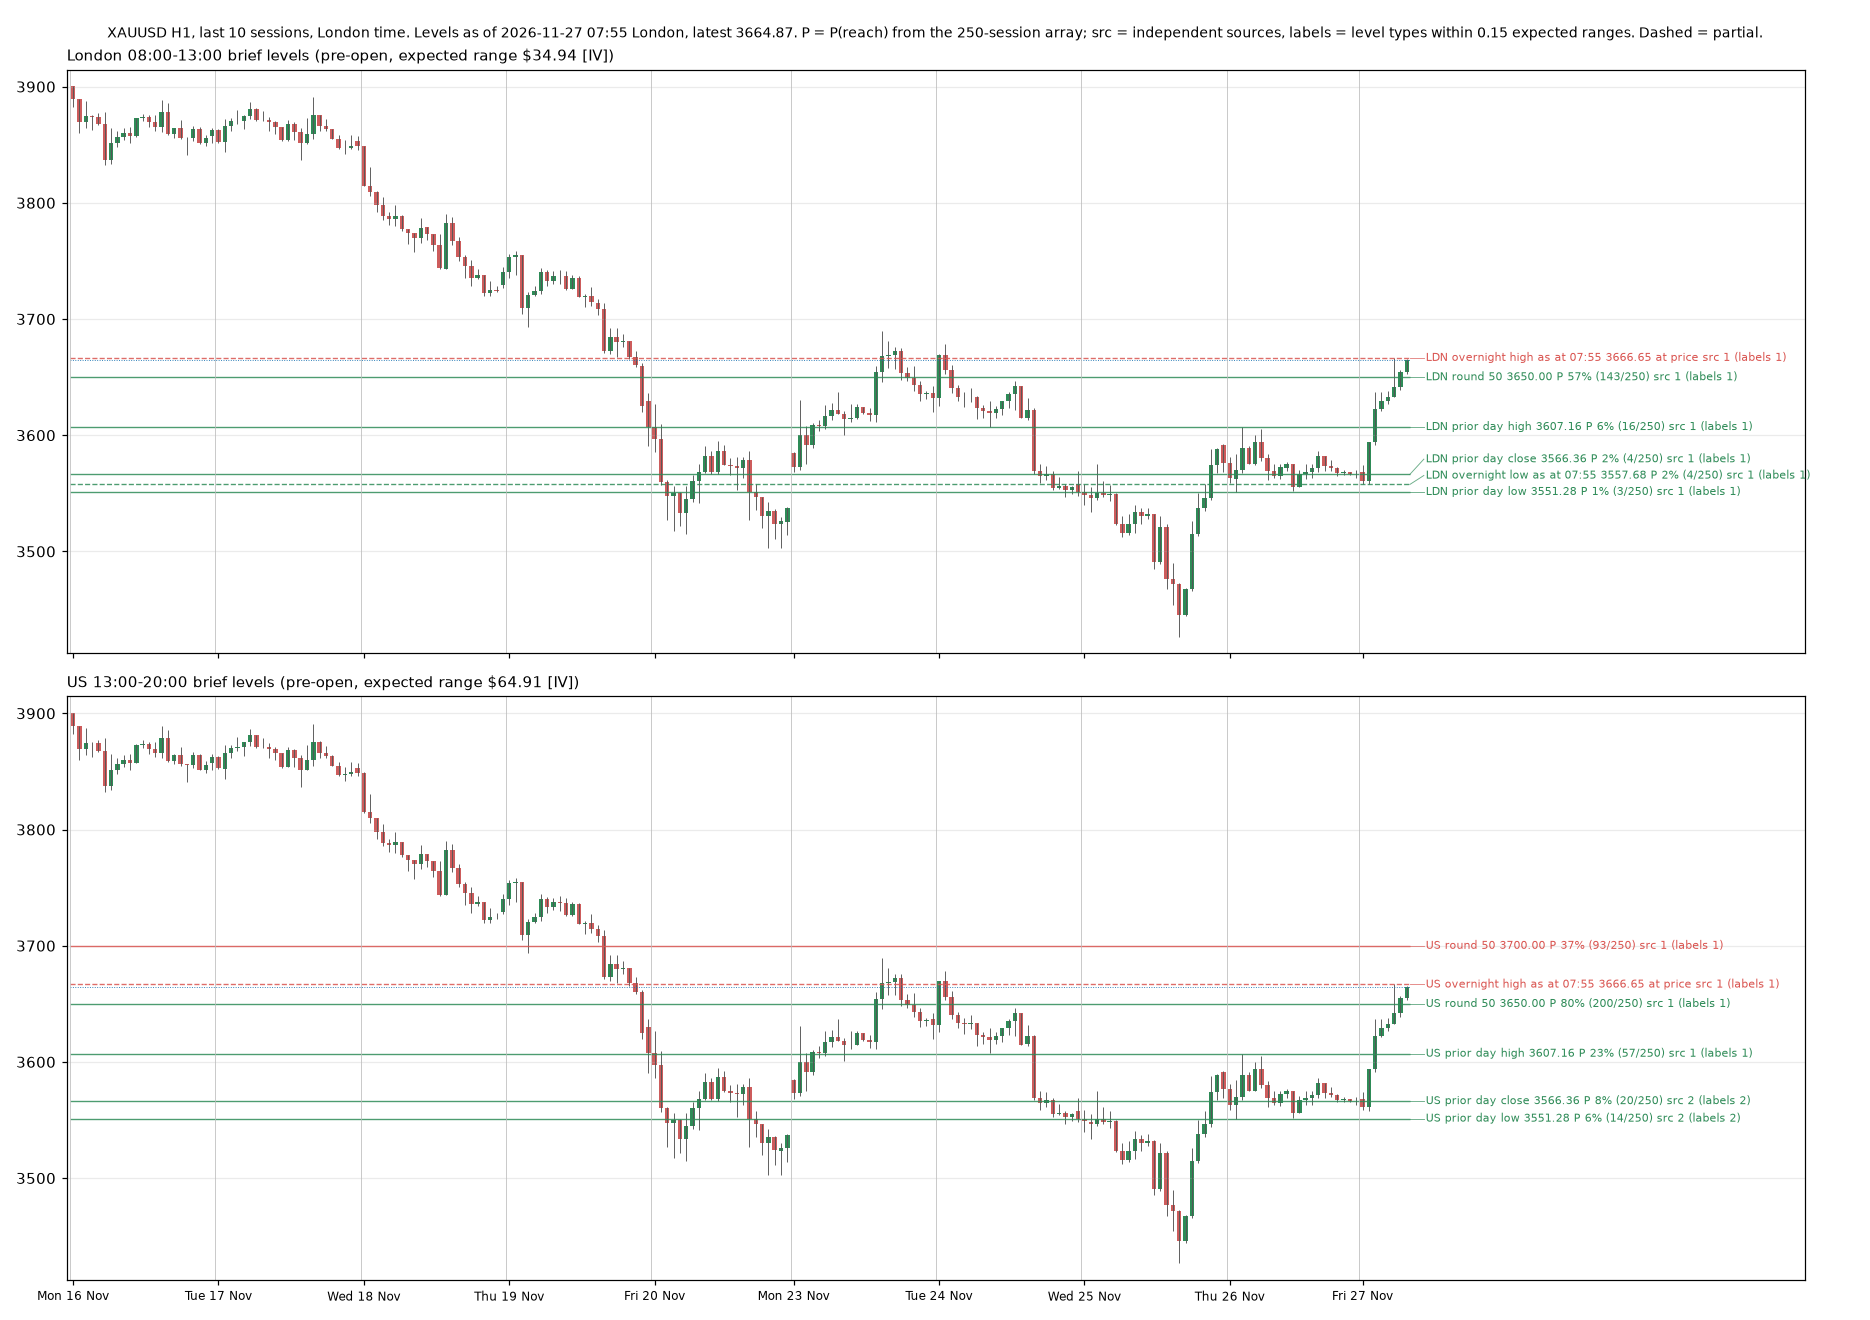 XAUUSD H1, last 10 sessions, London time. Levels as of 2026-11-27 07:55 London, latest 3664.87. P = P(reach) from the 250-session array; src = independent sources, labels = level types within 0.15 expected ranges. Dashed = partial.
London 08:00-13:00 brief levels (pre-open, expected range $34.94 [IV])
3900
3800
3700
3600
3500
LDN overnight high as at 07:55 3666.65 at price src 1 (labels 1)
LDN round 50 3650.00 P 57% (143/250) src 1 (labels 1)
LDN prior day high 3607.16 P 6% (16/250) src 1 (labels 1)
LDN prior day close 3566.36 P 2% (4/250) src 1 (labels 1)
LDN overnight low as at 07:55 3557.68 P 2% (4/250) src 1 (labels 1)
LDN prior day low 3551.28 P 1% (3/250) src 1 (labels 1)
US 13:00-20:00 brief levels (pre-open, expected range $64.91 [IV])
3900
3800
3700
3600
3500
US round 50 3700.00 P 37% (93/250) src 1 (labels 1)
US overnight high as at 07:55 3666.65 at price src 1 (labels 1)
US round 50 3650.00 P 80% (200/250) src 1 (labels 1)
US prior day high 3607.16 P 23% (57/250) src 1 (labels 1)
US prior day close 3566.36 P 8% (20/250) src 2 (labels 2)
US prior day low 3551.28 P 6% (14/250) src 2 (labels 2)
Mon 16 Nov
Tue 17 Nov
Wed 18 Nov
Thu 19 Nov
Fri 20 Nov
Mon 23 Nov
Tue 24 Nov
Wed 25 Nov
Thu 26 Nov
Fri 27 Nov